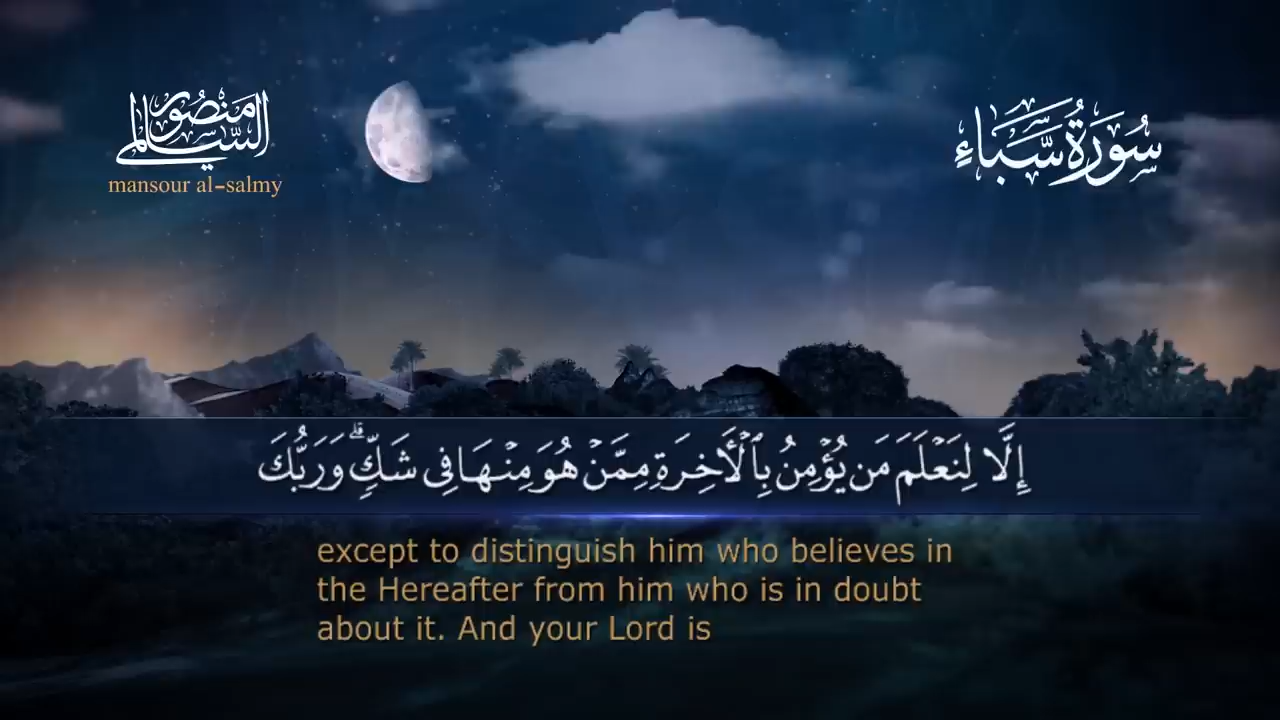 منصور السالمي
mansour al-salmy
سُورَةُ سَبَاءٍ
إِلَّا لِنَعْلَمَ مَن يُؤْمِنُ بِٱلْأَخِرَةِ مِمَّنْ هُوَ مِنْهَا فِى شَكٍّۢ ۗ وَرَبُّكَ
except to distinguish him who believes in
the Hereafter from him who is in doubt
about it. And your Lord is